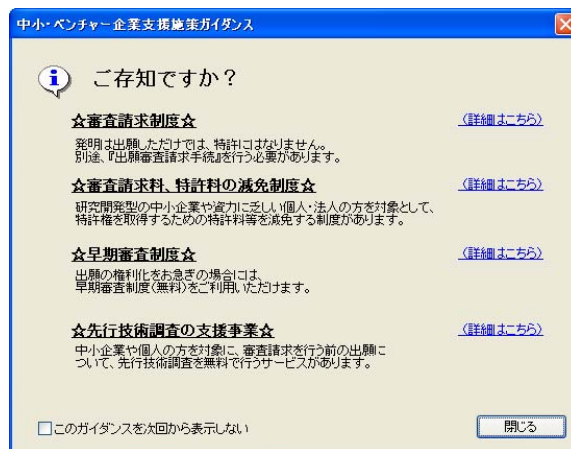 中小・ベンチャー企業支援施策ガイダンス
ご存知ですか？
☆審査請求制度☆
（詳細はこちら）
発明は出願しただけでは、特許にはなりません。
別途、『出願審査請求手続』を行う必要があります。
☆審査請求料、特許料の減免制度☆
（詳細はこちら）
研究開発型の中小企業や資力に乏しい個人・法人の方を対象として、
特許権を取得するための特許料等を減免する制度があります。
☆早期審査制度☆
（詳細はこちら）
出願の権利化をお急ぎの場合には、
早期審査制度（無料）をご利用いただけます。
☆先行技術調査の支援事業☆
（詳細はこちら）
中小企業や個人の方を対象に、審査請求を行う前の出願に
ついて、先行技術調査を無料で行うサービスがあります。
このガイダンスを次回から表示しない
閉じる